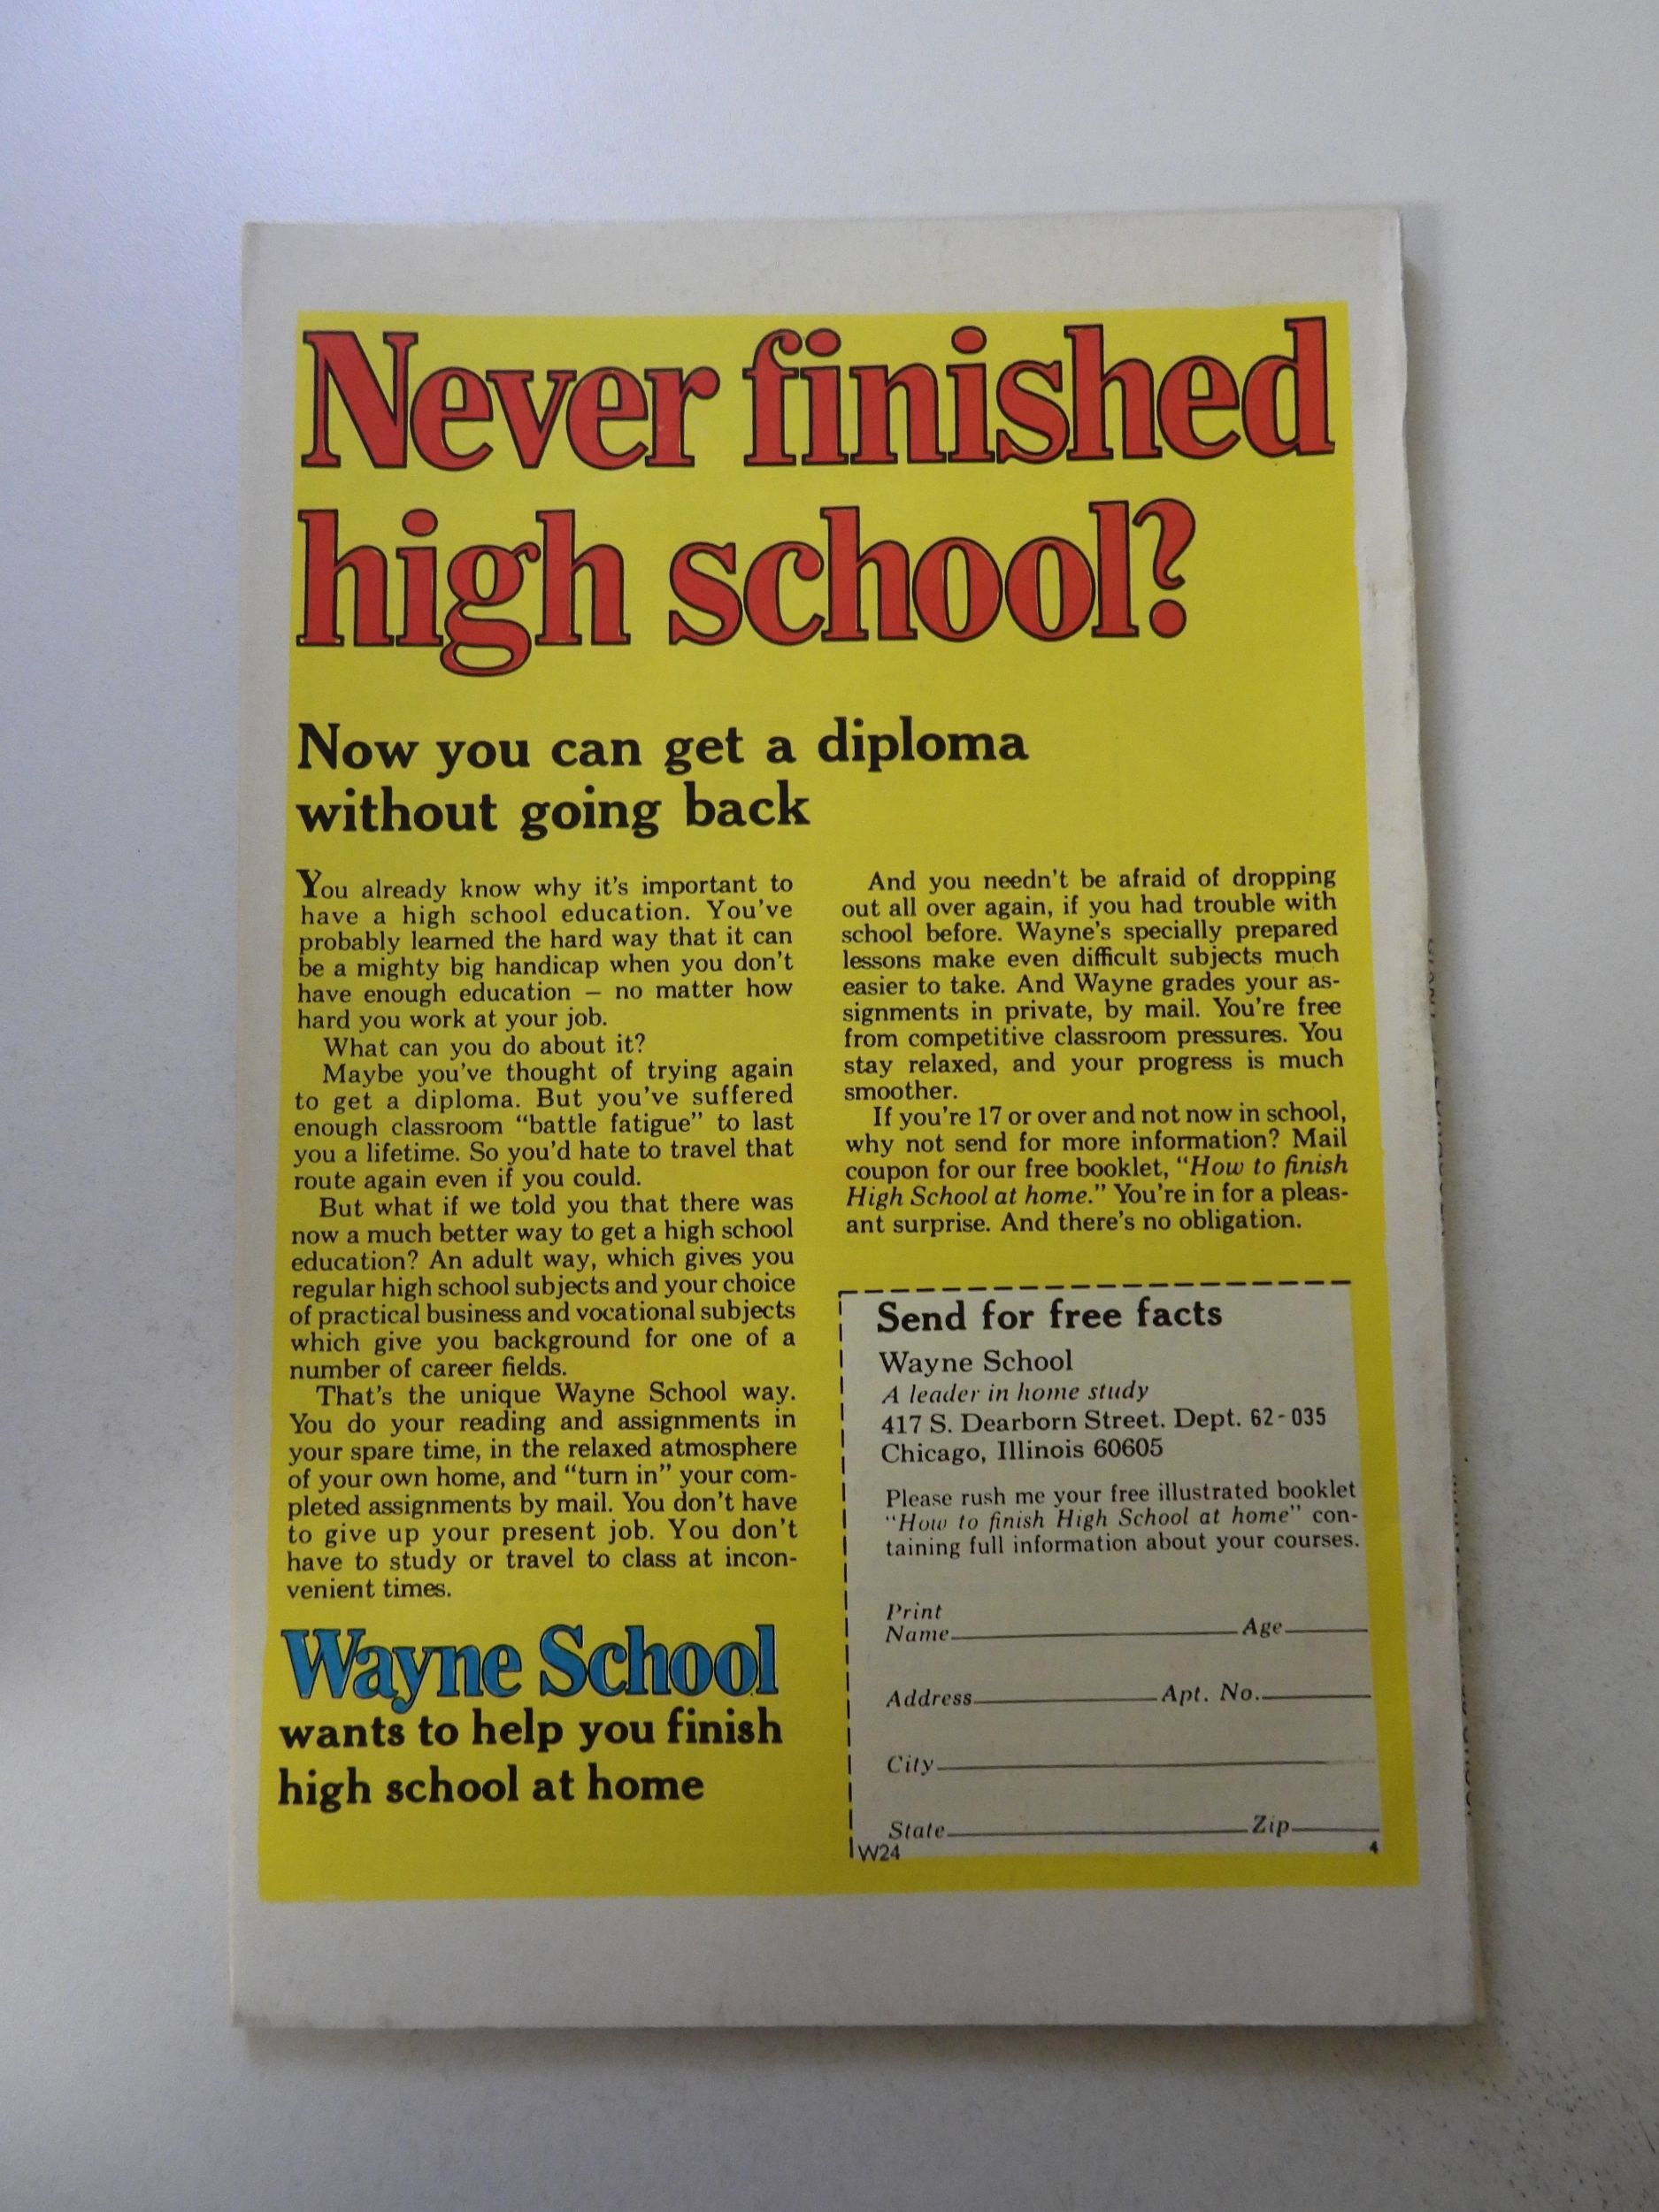 Never finished
high school?
Now you can get a diploma
without going back
You already know why it's important to
have a high school education. You've
probably learned the hard way that it can
be a mighty big handicap when you don't
have enough education – no matter how
hard you work at your job.
What can you do about it?
Maybe you've thought of trying again
to get a diploma. But you've suffered
enough classroom “battle fatigue” to last
you a lifetime. So you'd hate to travel that
route again even if you could.
But what if we told you that there was
now a much better way to get a high school
education? An adult way, which gives you
regular high school subjects and your choice
of practical business and vocational subjects
which give you background for one of a
number of career fields.
That's the unique Wayne School way.
You do your reading and assignments in
your spare time, in the relaxed atmosphere
of your own home, and “turn in” your com-
pleted assignments by mail. You don't have
to give up your present job. You don't
have to study or travel to class at incon-
venient times.
Wayne School
wants to help you finish
high school at home
And you needn't be afraid of dropping
out all over again, if you had trouble with
school before. Wayne's specially prepared
lessons make even difficult subjects much
easier to take. And Wayne grades your as-
signments in private, by mail. You're free
from competitive classroom pressures. You
stay relaxed, and your progress is much
smoother.
If you're 17 or over and not now in school,
why not send for more information? Mail
coupon for our free booklet, “How to finish
High School at home.” You're in for a pleas-
ant surprise. And there's no obligation.
Send for free facts
Wayne School
A leader in home study
417 S. Dearborn Street. Dept. 62-035
Chicago, Illinois 60605
Please rush me your free illustrated booklet
“How to finish High School at home” con-
taining full information about your courses.
Print
Name Age
Address Apt. No.
City
State Zip
W24 4